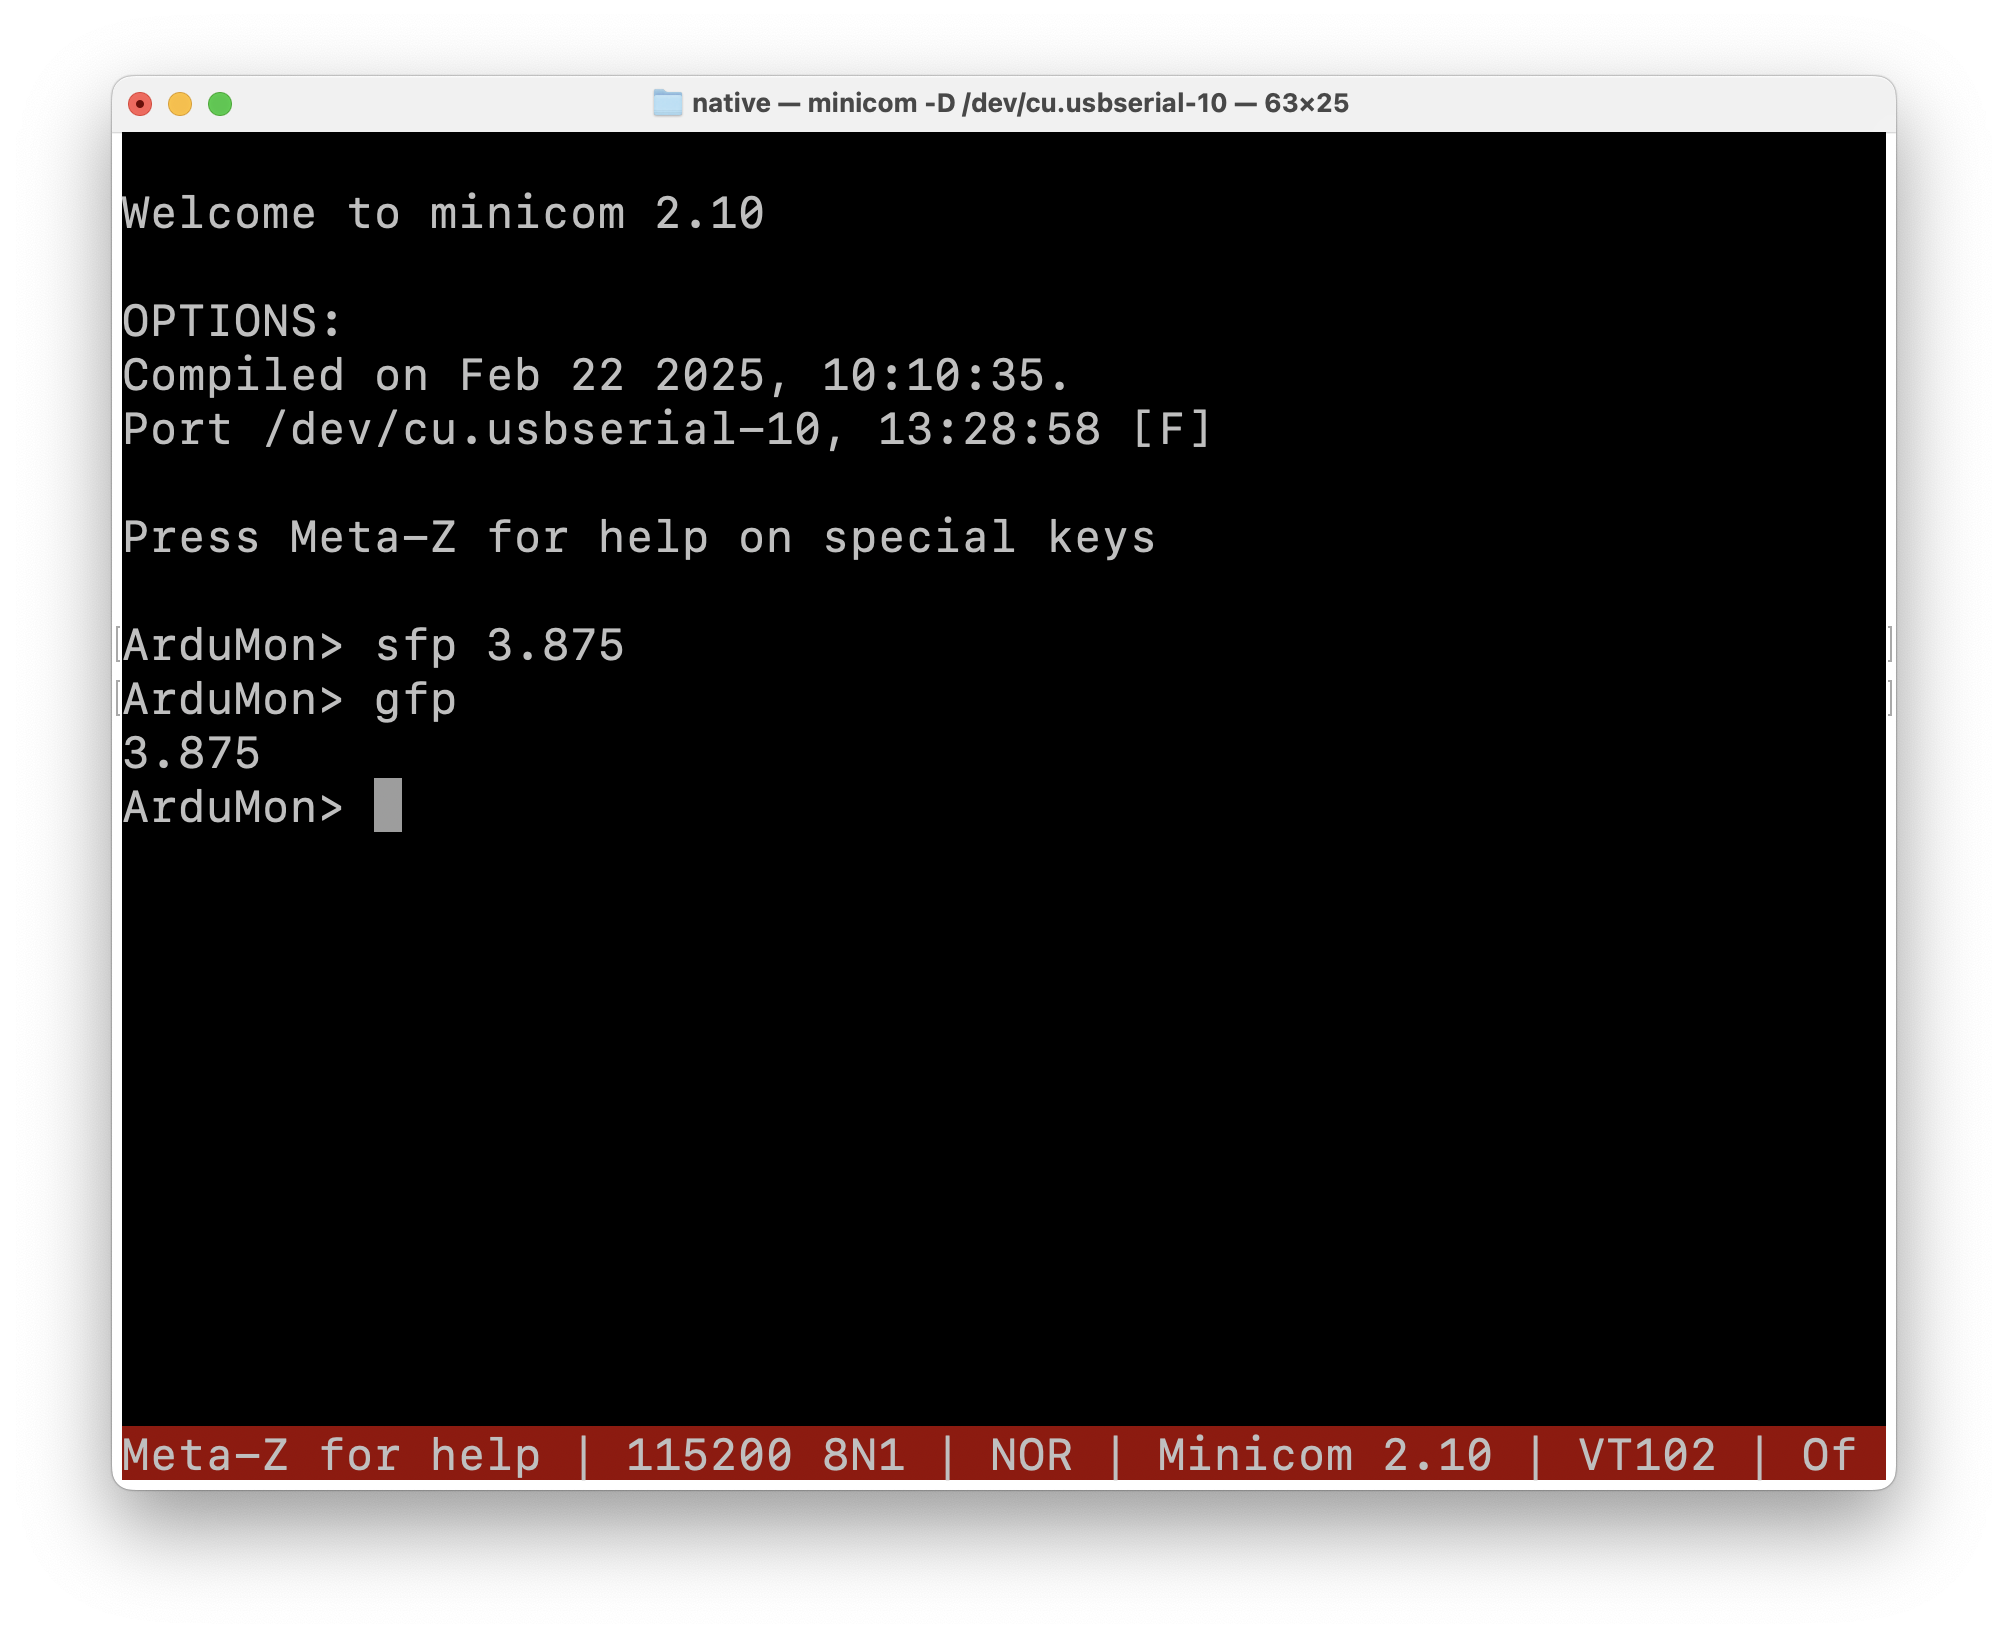 native — minicom -D /dev/cu.usbserial-10 — 63×25
Welcome to minicom 2.10
OPTIONS:
Compiled on Feb 22 2025, 10:10:35.
Port /dev/cu.usbserial-10, 13:28:58 [F]
Press Meta-Z for help on special keys
ArduMon> sfp 3.875
ArduMon> gfp
3.875
ArduMon>
Meta-Z for help | 115200 8N1 | NOR | Minicom 2.10 | VT102 | Of